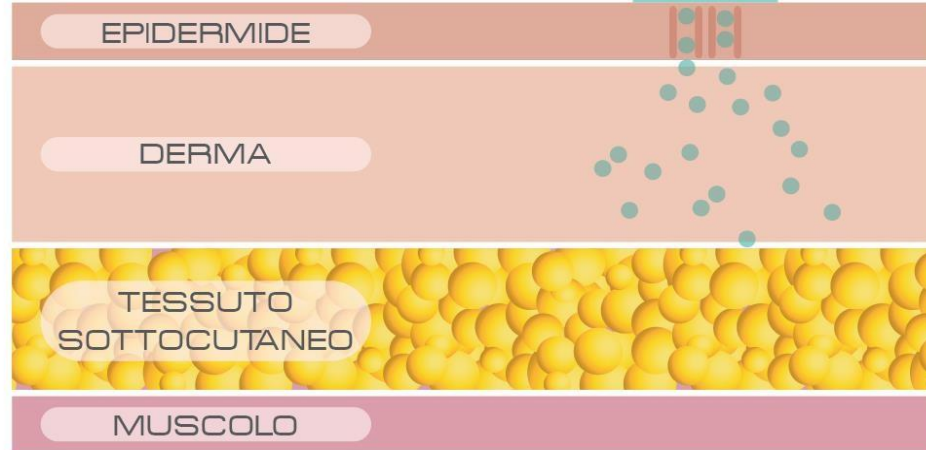 EPIDERMIDE
DERMA
TESSUTO
SOTTOCUTANEO
MUSCOLO